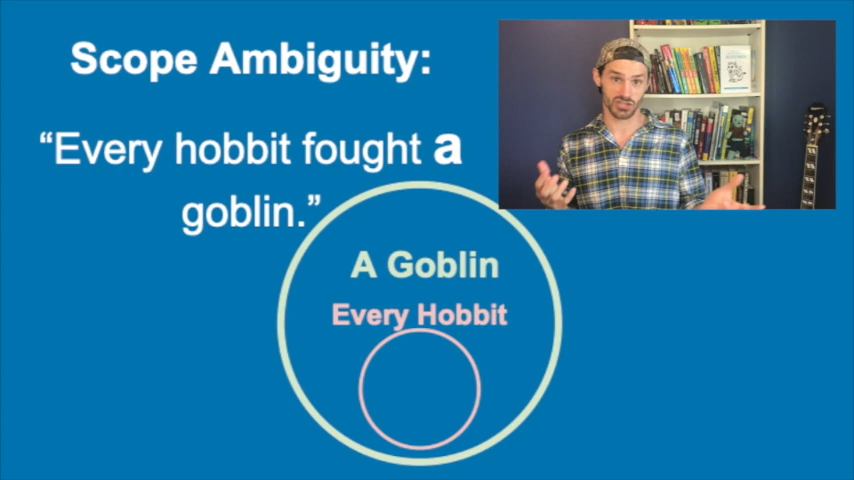 Scope Ambiguity:
“Every hobbit fought a
goblin.”
A Goblin
Every Hobbit